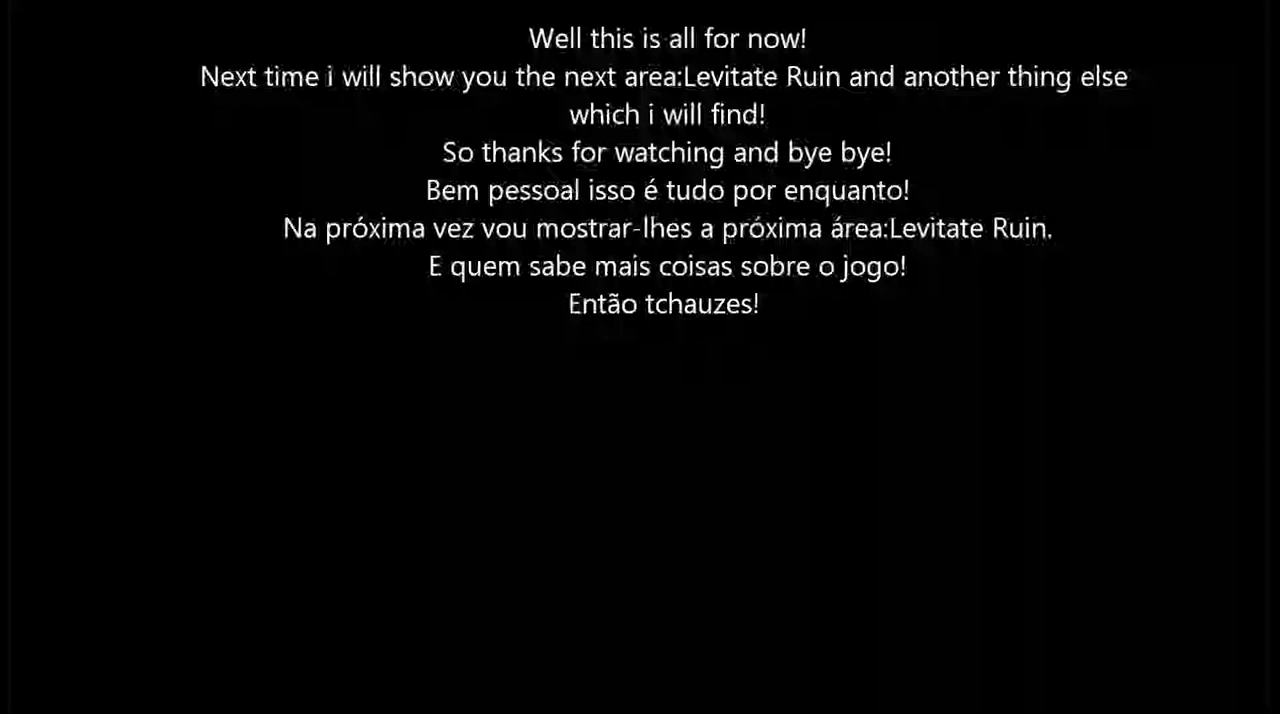 Well this is all for now!
Next time i will show you the next area:Levitate Ruin and another thing else
which i will find!
So thanks for watching and bye bye!
Bem pessoal isso é tudo por enquanto!
Na próxima vez vou mostrar-lhes a próxima área:Levitate Ruin.
E quem sabe mais coisas sobre o jogo!
Então tchauzes!